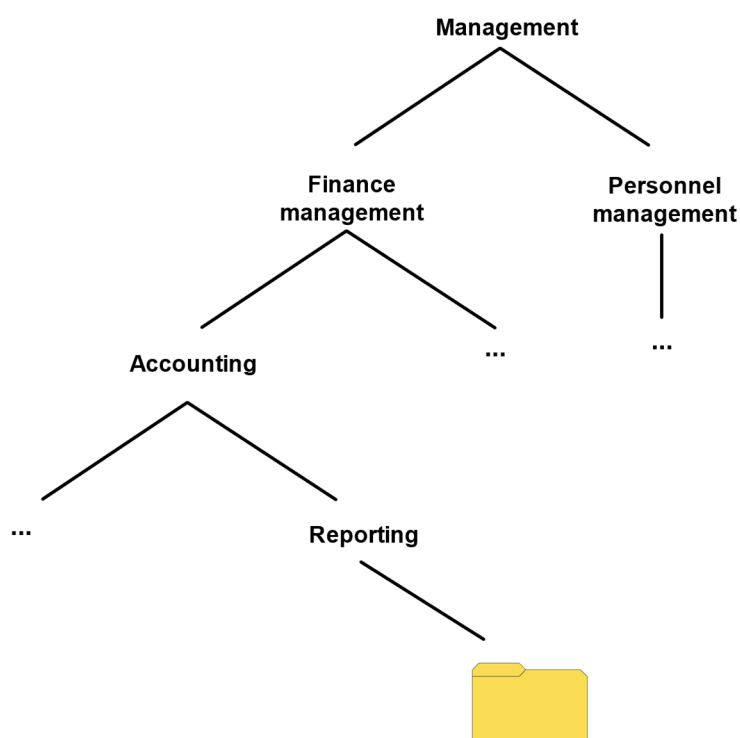 Management
Finance
management
Personnel
management
Accounting
...
...
...
Reporting